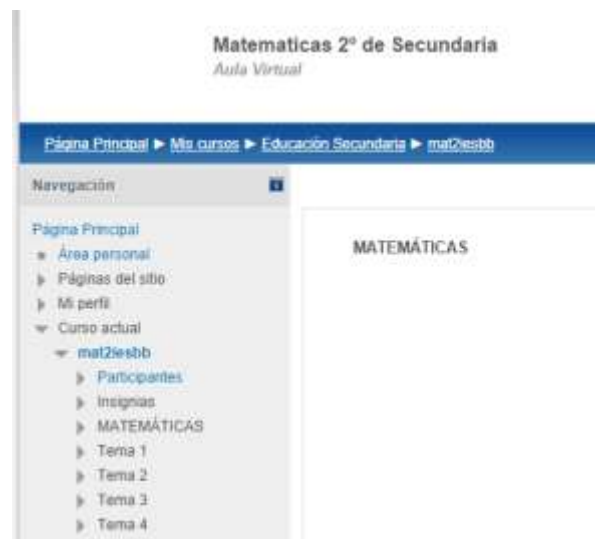 Matematicas 2º de Secundaria
Aula Virtual
Página Principal ► Mis cursos ► Educación Secundaria ► mat2iesbb
Navegación
Página Principal
Área personal
Páginas del sitio
Mi perfil
Curso actual
mat2iesbb
Participantes
Insignias
MATEMÁTICAS
Tema 1
Tema 2
Tema 3
Tema 4
MATEMÁTICAS